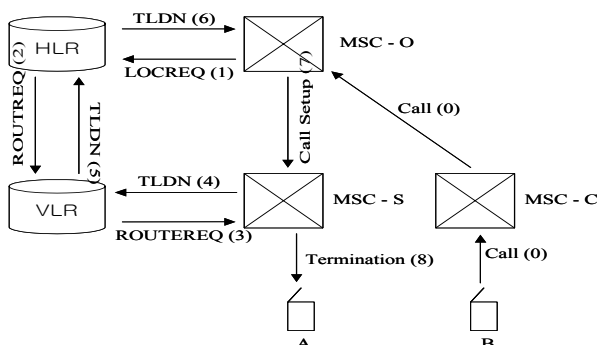 TLDN (6)
HLR
MSC - O
LOCREQ (1)
ROUTREQ (2)
TLDN (5)
Call Setup (7)
Call (0)
TLDN (4)
VLR
MSC - S
MSC - C
ROUTEREQ (3)
Termination (8)
Call (0)
A
B